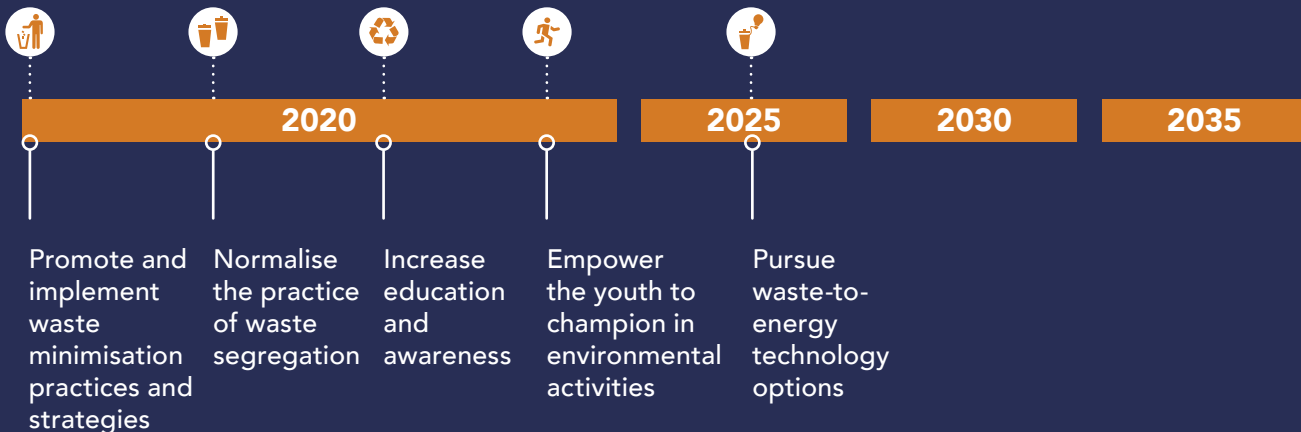 2020
2025
2030
2035
Promote and
implement
waste
minimisation
practices and
strategies
Normalise
the practice
of waste
segregation
Increase
education
and
awareness
Empower
the youth to
champion in
environmental
activities
Pursue
waste-to-
energy
technology
options